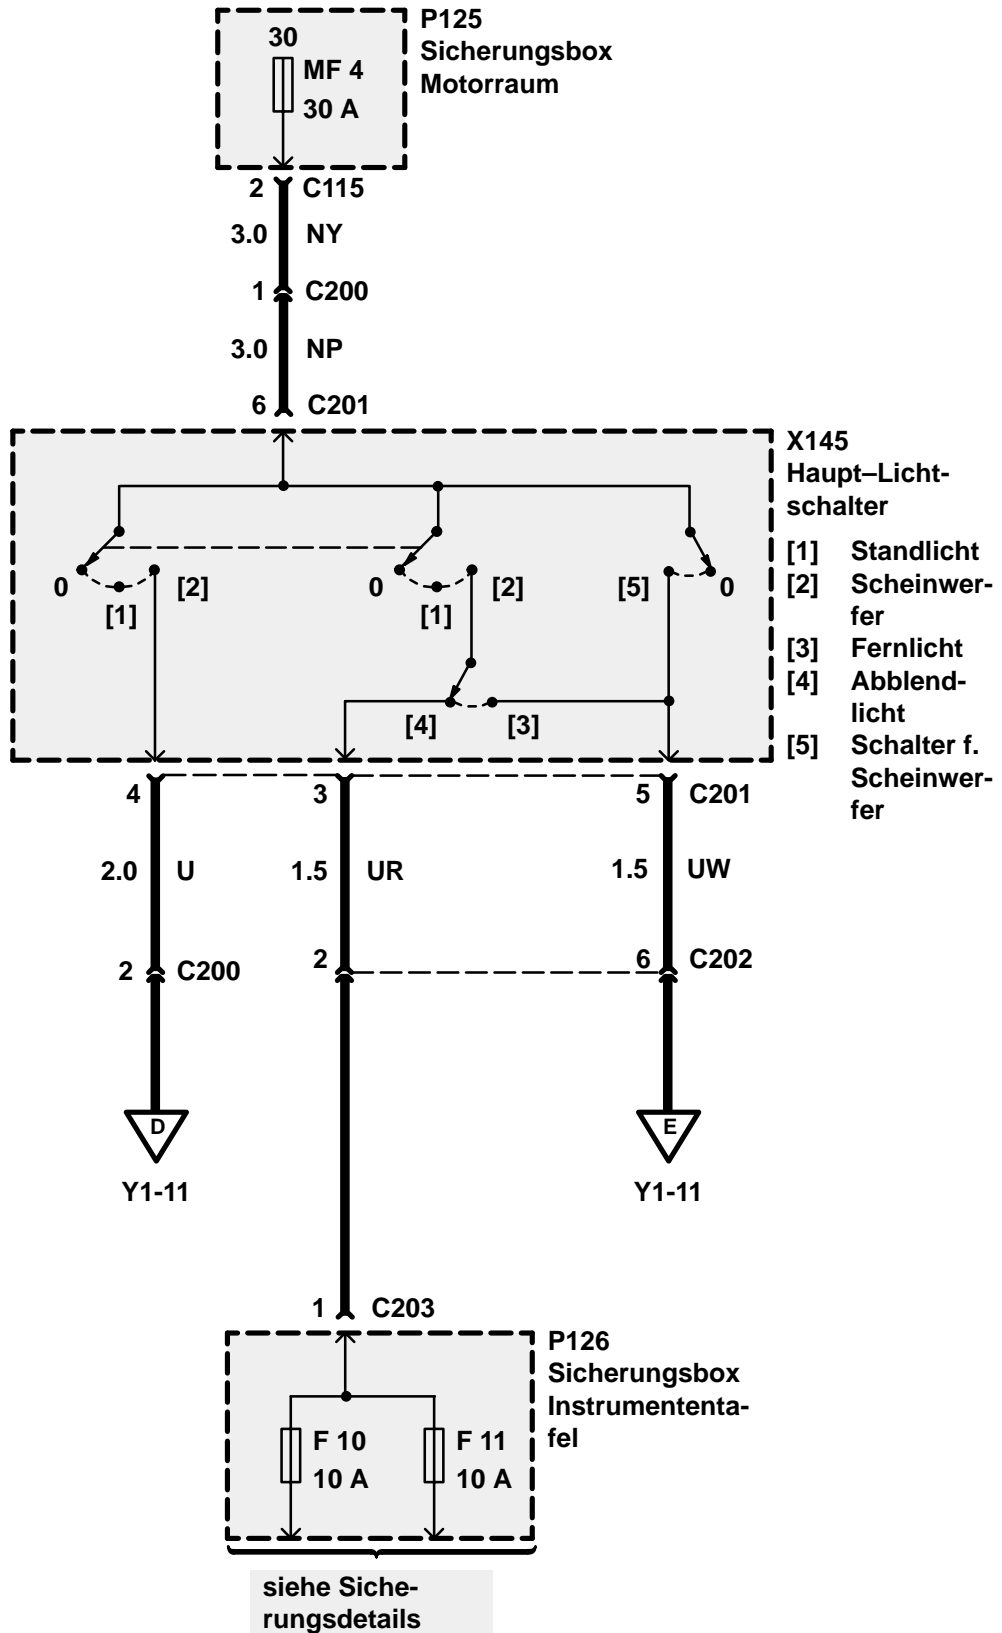 P125
Sicherungsbox
Motorraum
30
MF 4
30 A
2 C115
3.0 NY
1 C200
3.0 NP
6 C201
X145
Haupt–Licht-
schalter
[1] Standlicht
[2] Scheinwer-
fer
[3] Fernlicht
[4] Abblend-
licht
[5] Schalter f.
Scheinwer-
fer
0 [1] [2]
0 [1] [2]
[5] 0
[4] [3]
4 3 5 C201
2.0 U 1.5 UR 1.5 UW
2 C200 2 6 C202
D E
Y1-11 Y1-11
1 C203
P126
Sicherungsbox
Instrumententa-
fel
F 10 F 11
10 A 10 A
siehe Siche-
rungsdetails